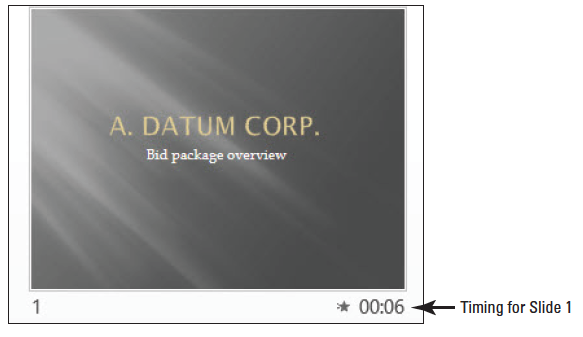 A. DATUM CORP.
Bid package overview
1
00:06
Timing for Slide 1